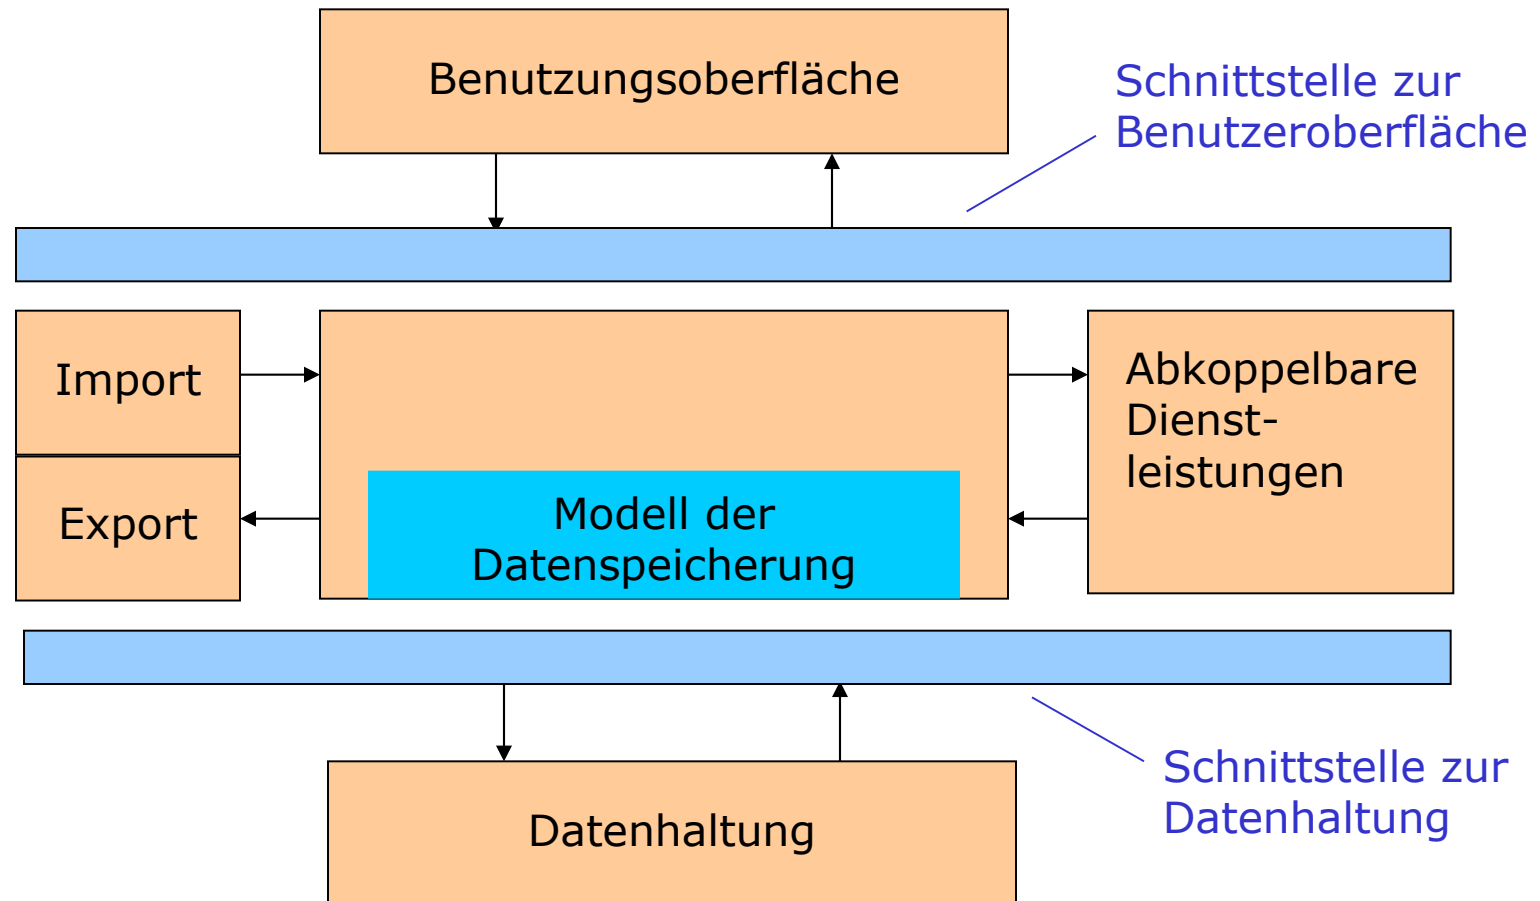 Benutzungsoberfläche
Schnittstelle zur
Benutzeroberfläche
Import
Export
Modell der
Datenspeicherung
Abkoppelbare
Dienst-
leistungen
Schnittstelle zur
Datenhaltung
Datenhaltung